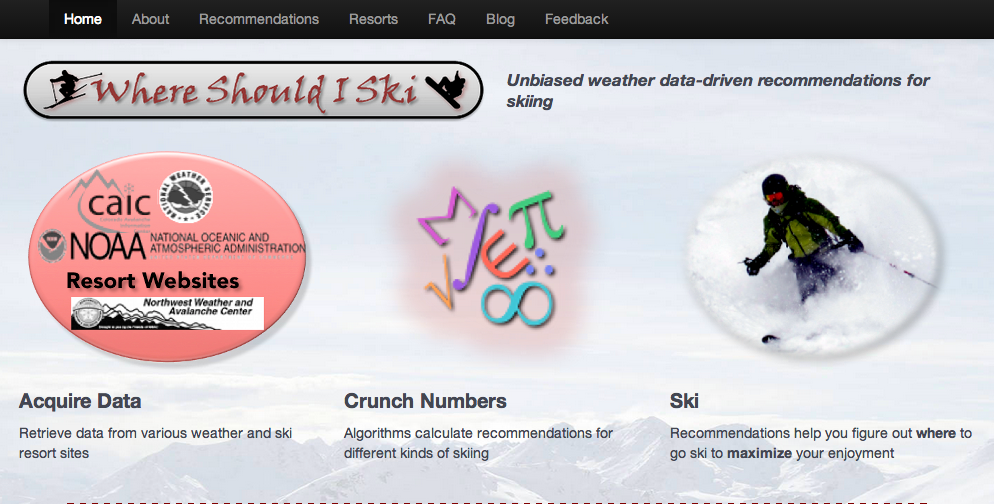 Home About Recommendations Resorts FAQ Blog Feedback
Where Should I Ski
Unbiased weather data-driven recommendations for
skiing
caic
NATIONAL WEATHER SERVICE
NOAA NATIONAL OCEANIC AND
ATMOSPHERIC ADMINISTRATION
Resort Websites
Northwest Weather and
Avalanche Center
Σ ∫ π
∈
√ ∞
Acquire Data
Retrieve data from various weather and ski
resort sites
Crunch Numbers
Algorithms calculate recommendations for
different kinds of skiing
Ski
Recommendations help you figure out where to
go ski to maximize your enjoyment